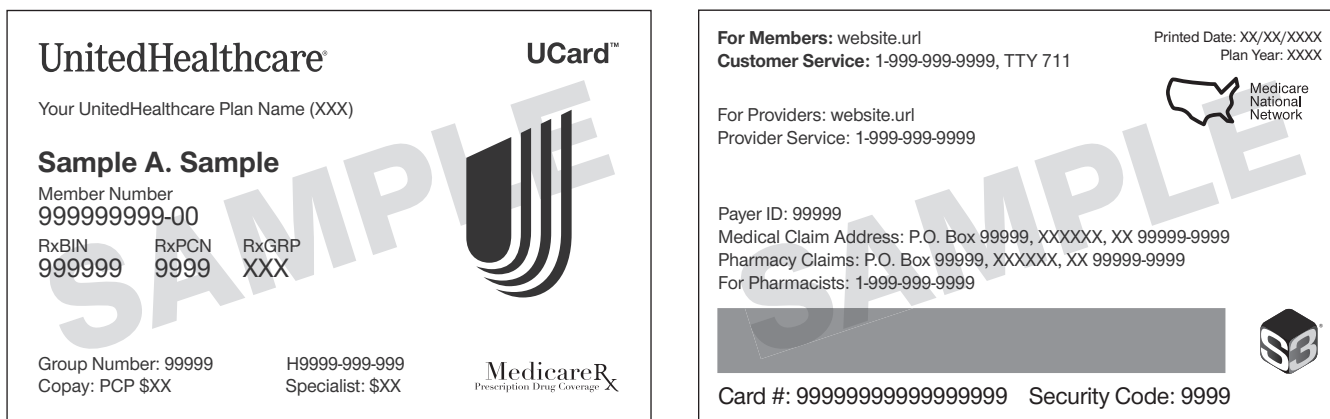 UnitedHealthcare®
UCard™
Your UnitedHealthcare Plan Name (XXX)
Sample A. Sample
Member Number
999999999-00
RxBIN RxPCN RxGRP
999999 9999 XXX
Group Number: 99999 H9999-999-999
Copay: PCP $XX Specialist: $XX
MedicareRx
Prescription Drug Coverage
SAMPLE
For Members: website.url
Customer Service: 1-999-999-9999, TTY 711
Printed Date: XX/XX/XXXX
Plan Year: XXXX
Medicare
National
Network
For Providers: website.url
Provider Service: 1-999-999-9999
Payer ID: 99999
Medical Claim Address: P.O. Box 99999, XXXXXX, XX 99999-9999
Pharmacy Claims: P.O. Box 99999, XXXXXX, XX 99999-9999
For Pharmacists: 1-999-999-9999
S3®
Card #: 99999999999999999 Security Code: 9999
SAMPLE